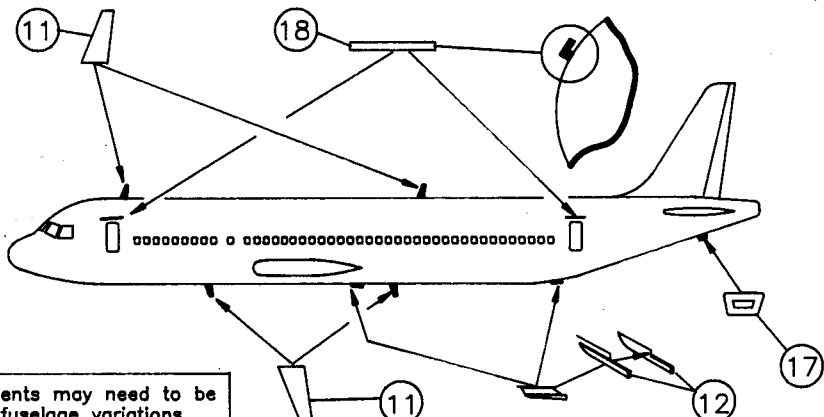 11
18
17
ents may need to be
fuselage variations
11
12